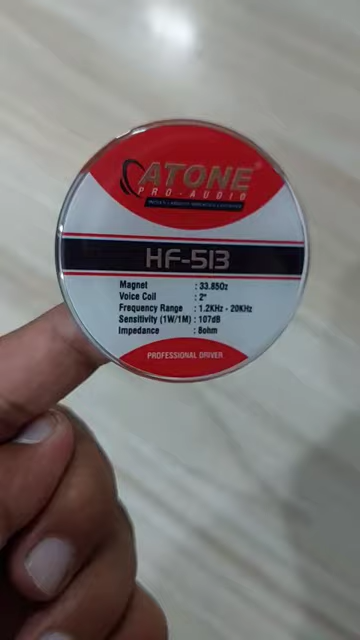 ATONE®
PRO-AUDIO
HF-513
Magnet : 33.85Oz
Voice Coil : 2"
Frequency Range : 1.2KHz - 20KHz
Sensitivity (1W/1M) : 107dB
Impedance : 8ohm
PROFESSIONAL DRIVER